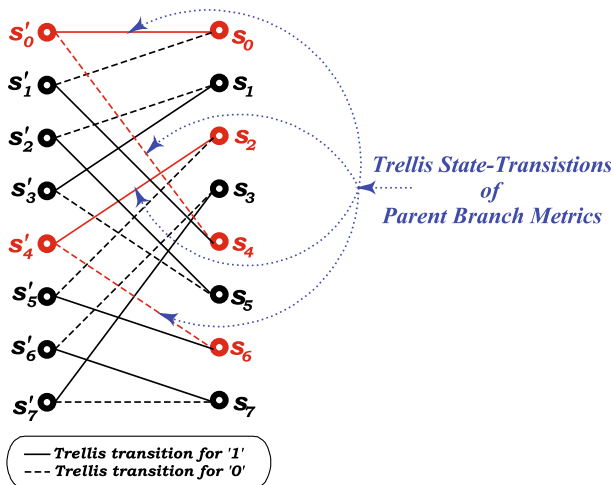 s'0 s0
s'1 s1
s'2 s2
s'3 s3
s'4 s4
s'5 s5
s'6 s6
s'7 s7
Trellis State-Transistions
of
Parent Branch Metrics
Trellis transition for '1'
Trellis transition for '0'